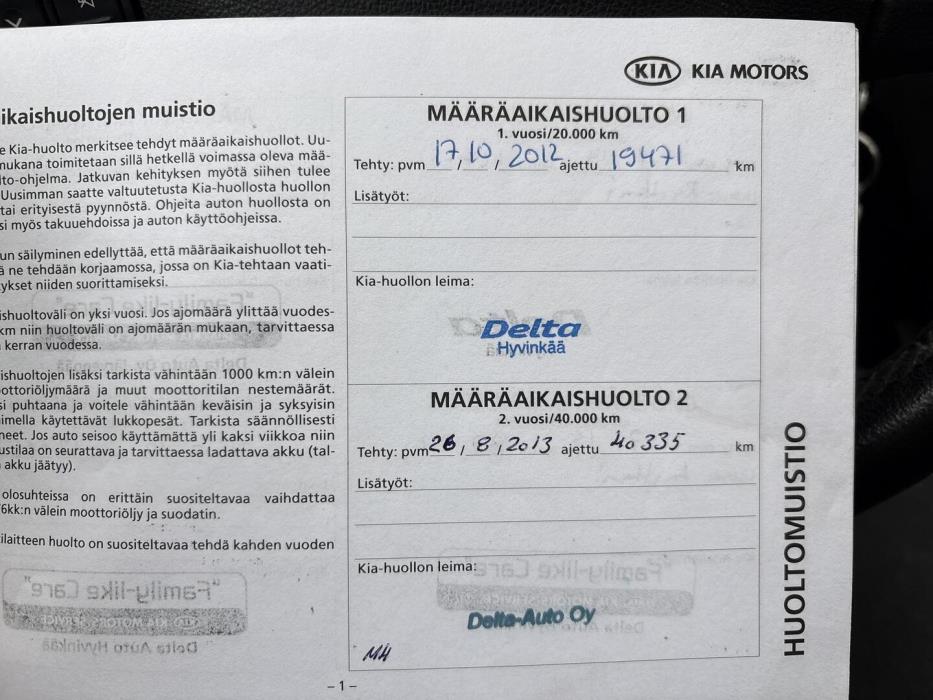 KIA KIA MOTORS
ikaishuoltojen muistio
e Kia-huolto merkitsee tehdyt määräaikaishuollot. Uu-
mukana toimitetaan sillä hetkellä voimassa oleva mää-
lto-ohjelma. Jatkuvan kehityksen myötä siihen tulee
Uusimman saatte valtuutetusta Kia-huollosta huollon
tai erityisestä pyynnöstä. Ohjeita auton huollosta on
si myös takuuehdoissa ja auton käyttöohjeissa.
un säilyminen edellyttää, että määräaikaishuollot teh-
ä ne tehdään korjaamossa, jossa on Kia-tehtaan vaati-
ykset niiden suorittamiseksi.
ishuoltoväli on yksi vuosi. Jos ajomäärä ylittää vuodes-
km niin huoltoväli on ajomäärän mukaan, tarvittaessa
kerran vuodessa.
ishuoltojen lisäksi tarkista vähintään 1000 km:n välein
oottoriöljymäärä ja muut moottoritilan nestemäärät.
si puhtaana ja voitele vähintään keväisin ja syksyisin
imella käytettävät lukkopesät. Tarkista säännöllisesti
neet. Jos auto seisoo käyttämättä yli kaksi viikkoa niin
ustilaa on seurattava ja tarvittaessa ladattava akku (tal-
akku jäätyy).
olosuhteissa on erittäin suositeltavaa vaihdattaa
/6kk:n välein moottoriöljy ja suodatin.
ilaitteen huolto on suositeltavaa tehdä kahden vuoden
MÄÄRÄAIKAISHUOLTO 1
1. vuosi/20.000 km
Tehty: pvm 17/10/2012 ajettu 19471 km
Lisätyöt:
Kia-huollon leima:
Delta
Hyvinkää
MÄÄRÄAIKAISHUOLTO 2
2. vuosi/40.000 km
Tehty: pvm 26/8/2013 ajettu 40335 km
Lisätyöt:
Kia-huollon leima:
Delta-Auto Oy
MH
HUOLTOMUISTIO
–1–